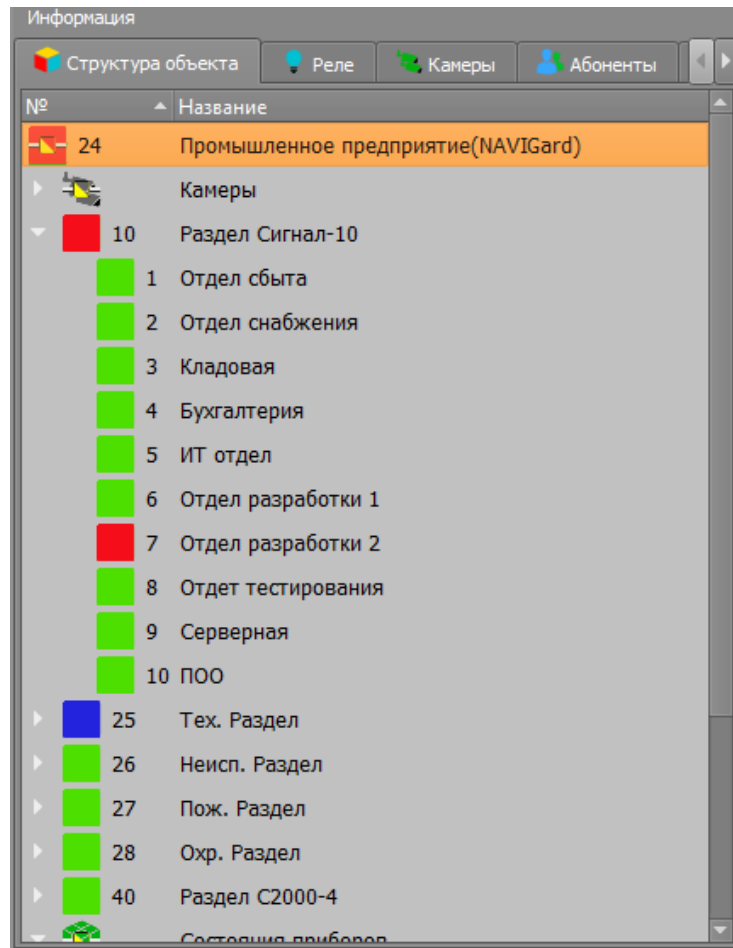 Информация
Структура объекта Реле Камеры Абоненты
№ Название
24 Промышленное предприятие(NAVIGard)
Камеры
10 Раздел Сигнал-10
1 Отдел сбыта
2 Отдел снабжения
3 Кладовая
4 Бухгалтерия
5 ИТ отдел
6 Отдел разработки 1
7 Отдел разработки 2
8 Отдет тестирования
9 Серверная
10 ПОО
25 Тех. Раздел
26 Неисп. Раздел
27 Пож. Раздел
28 Охр. Раздел
40 Раздел С2000-4
Состояния приборов